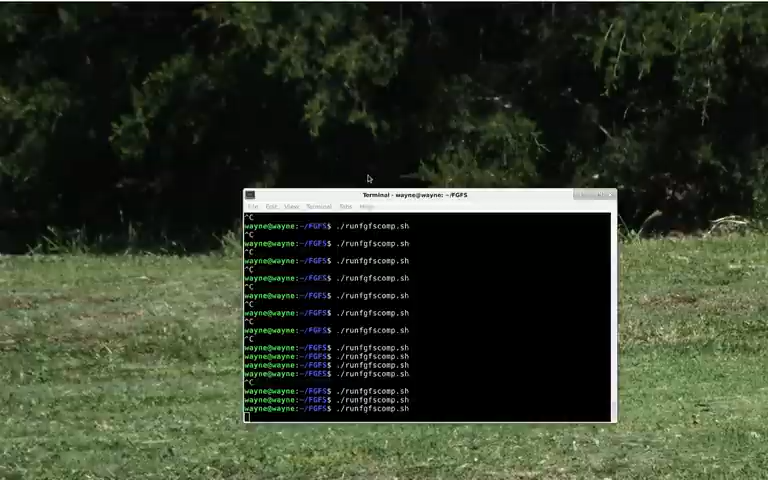 Terminal - wayne@wayne: ~/FGFS
File Edit View Terminal Tabs Help
^C
wayne@wayne:~/FGFS$ ./runfgfscomp.sh
^C
wayne@wayne:~/FGFS$ ./runfgfscomp.sh
^C
wayne@wayne:~/FGFS$ ./runfgfscomp.sh
^C
wayne@wayne:~/FGFS$ ./runfgfscomp.sh
^C
wayne@wayne:~/FGFS$ ./runfgfscomp.sh
^C
wayne@wayne:~/FGFS$ ./runfgfscomp.sh
^C
wayne@wayne:~/FGFS$ ./runfgfscomp.sh
^C
wayne@wayne:~/FGFS$ ./runfgfscomp.sh
wayne@wayne:~/FGFS$ ./runfgfscomp.sh
wayne@wayne:~/FGFS$ ./runfgfscomp.sh
wayne@wayne:~/FGFS$ ./runfgfscomp.sh
^C
wayne@wayne:~/FGFS$ ./runfgfscomp.sh
wayne@wayne:~/FGFS$ ./runfgfscomp.sh
wayne@wayne:~/FGFS$ ./runfgfscomp.sh